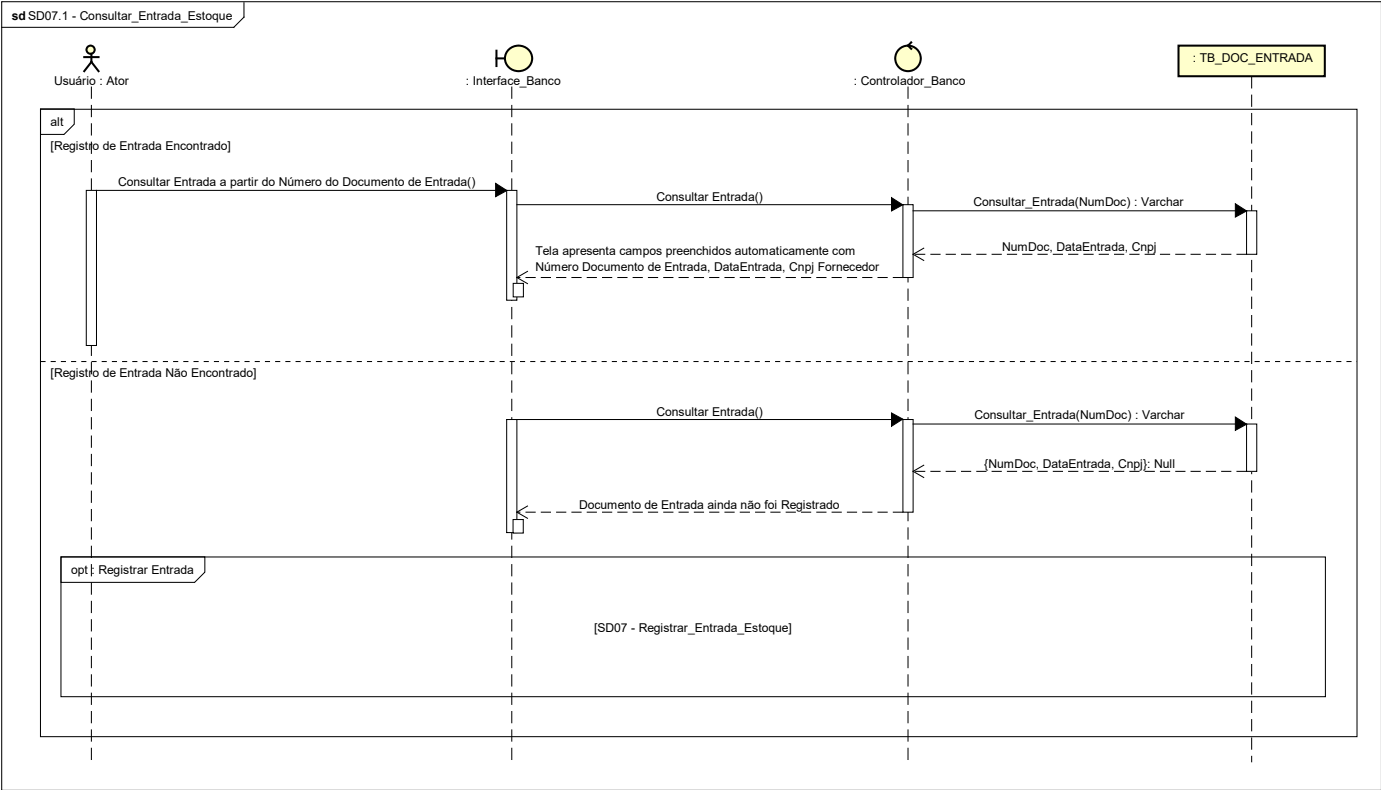 sd SD07.1 - Consultar_Entrada_Estoque
Usuário : Ator
: Interface_Banco
: Controlador_Banco
: TB_DOC_ENTRADA
alt
[Registro de Entrada Encontrado]
Consultar Entrada a partir do Número do Documento de Entrada()
Consultar Entrada()
Consultar_Entrada(NumDoc) : Varchar
NumDoc, DataEntrada, Cnpj
Tela apresenta campos preenchidos automaticamente com
Número Documento de Entrada, DataEntrada, Cnpj Fornecedor
[Registro de Entrada Não Encontrado]
Consultar Entrada()
Consultar_Entrada(NumDoc) : Varchar
{NumDoc, DataEntrada, Cnpj}: Null
Documento de Entrada ainda não foi Registrado
opt : Registrar Entrada
[SD07 - Registrar_Entrada_Estoque]